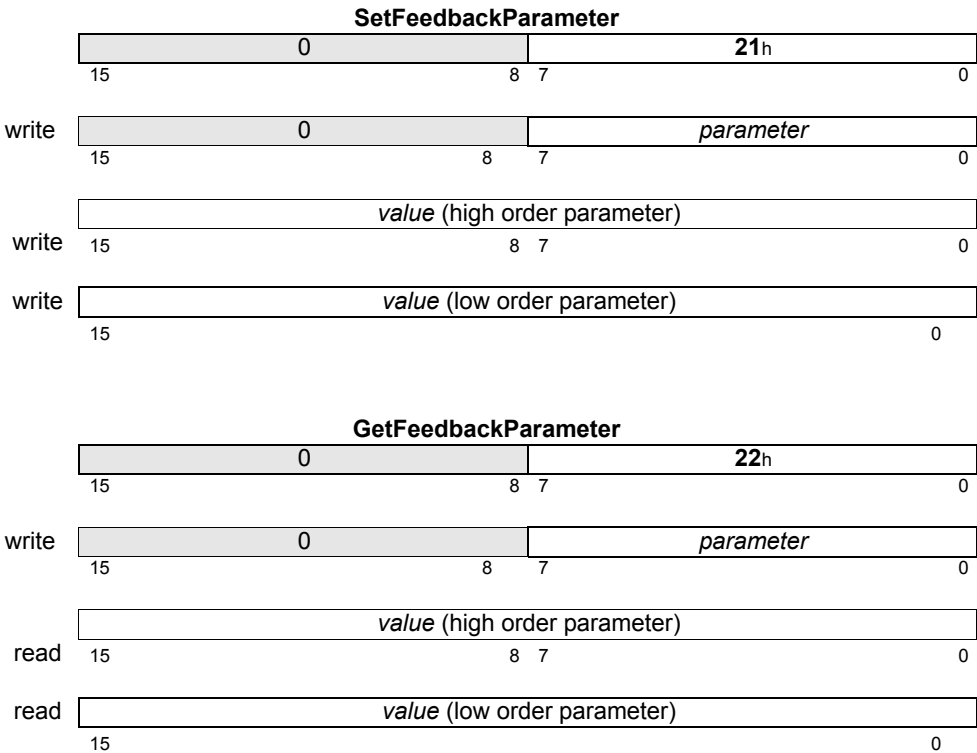 SetFeedbackParameter
0 21h
15 8 7 0
write 0 parameter
15 8 7 0
value (high order parameter)
write 15 8 7 0
write value (low order parameter)
15 0
GetFeedbackParameter
0 22h
15 8 7 0
write 0 parameter
15 8 7 0
value (high order parameter)
read 15 8 7 0
read value (low order parameter)
15 0